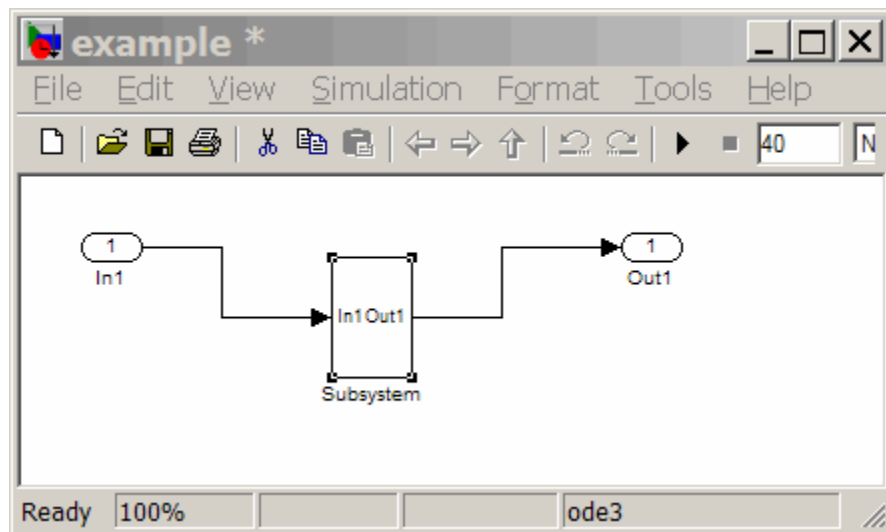 example *
File Edit View Simulation Format Tools Help
40 N
1 1
In1 Out1
In1 Out1
Subsystem
Ready 100% ode3